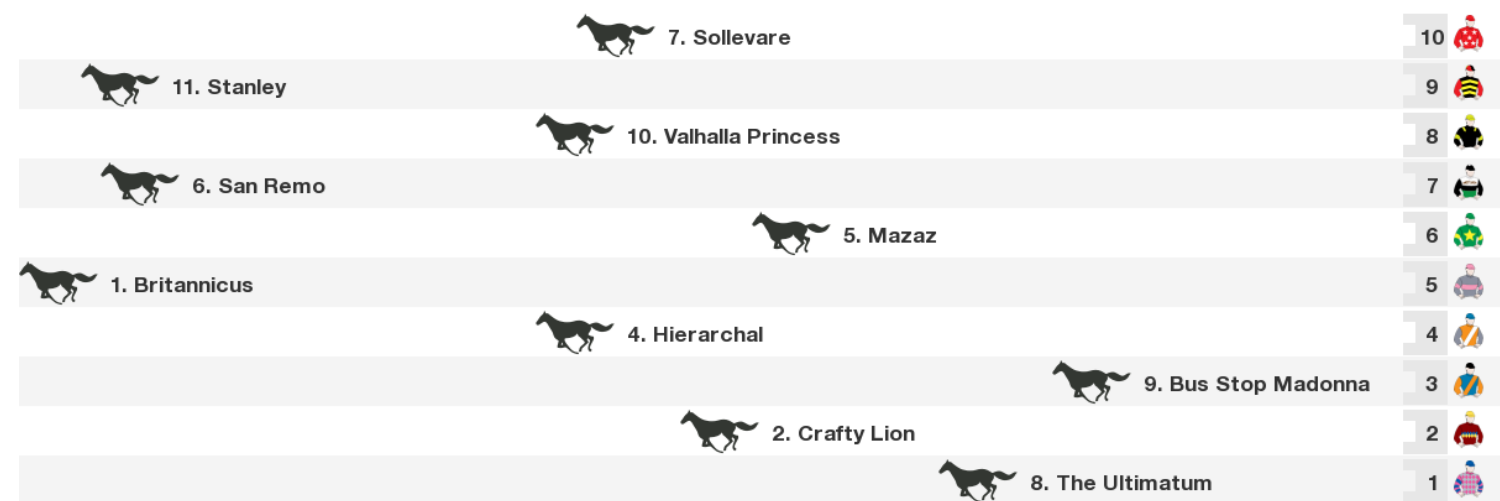 7. Sollevare 10
11. Stanley 9
10. Valhalla Princess 8
6. San Remo 7
5. Mazaz 6
1. Britannicus 5
4. Hierarchal 4
9. Bus Stop Madonna 3
2. Crafty Lion 2
8. The Ultimatum 1